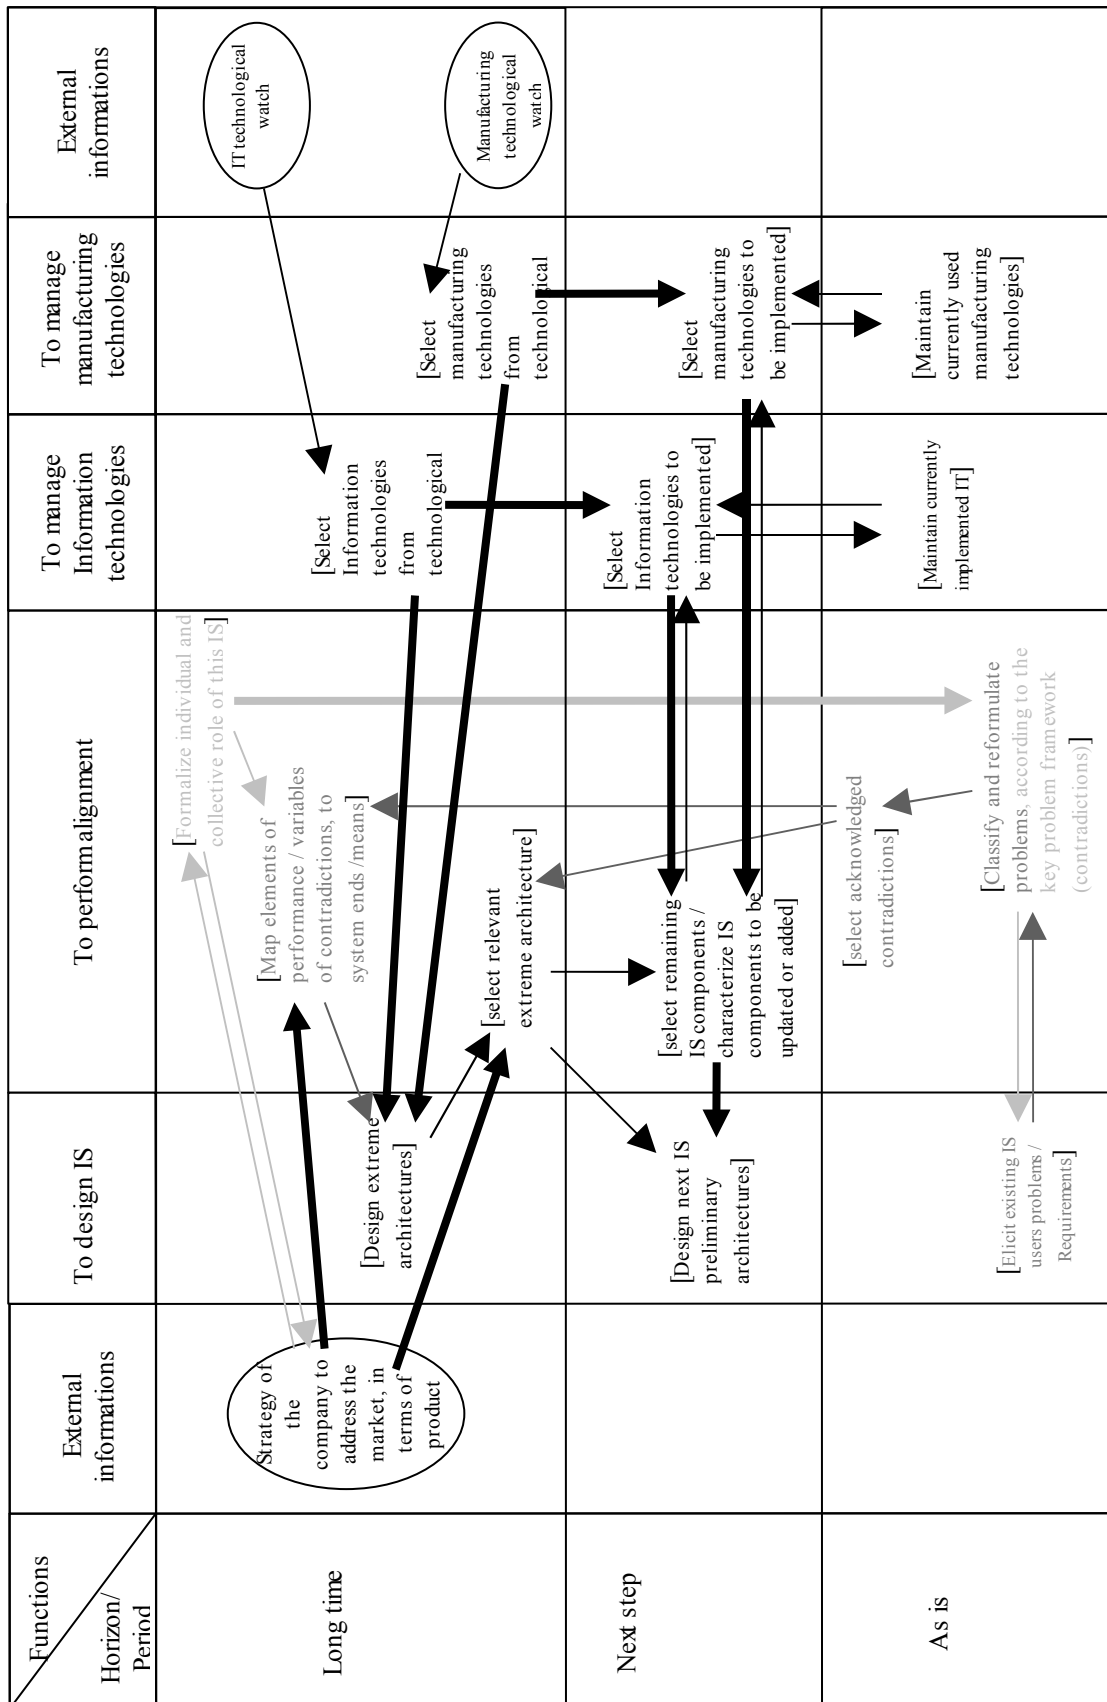 Functions
Horizon/
Period
External
informations
To design IS
To perform alignment
To manage
Information
technologies
To manage
manufacturing
technologies
External
informations
Long time
Strategy of
the
company to
address the
market, in
terms of
product
[Design extreme
architectures]
[Formalize individual and
collective role of this IS]
[Map elements of
performance / variables
of contradictions, to
system ends /means]
[select relevant
extreme architecture]
[Select
Information
technologies
from
technological
[Select
manufacturing
technologies
from
technological
IT technological
watch
Manufacturing
technological
watch
Next step
[Design next IS
preliminary
architectures]
[select remaining
IS components /
characterize IS
components to be
updated or added]
[Select
Information
technologies to
be implemented]
[Select
manufacturing
technologies to
be implemented]
As is
[Elicit existing IS
users problems /
Requirements]
[select acknowledged
contradictions]
[Classify and reformulate
problems, according to the
key problem framework
(contradictions)]
[Maintain currently
implemented IT]
[Maintain
currently used
manufacturing
technologies]